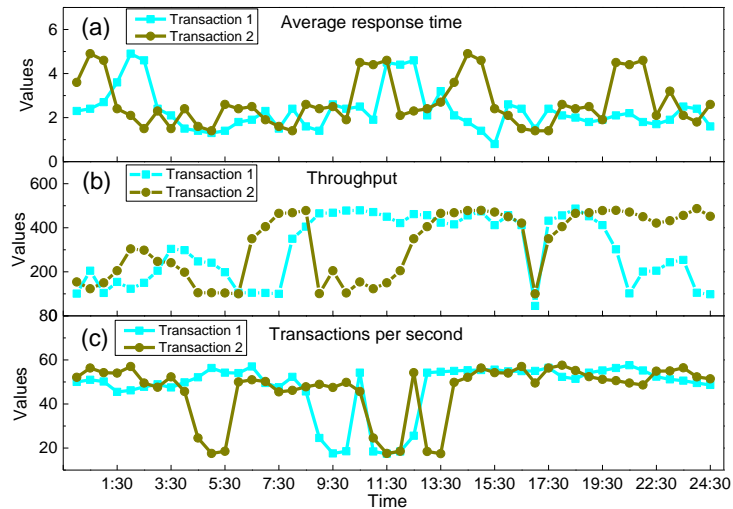 (a)
Transaction 1
Transaction 2
Average response time
6
4
2
0
Values
(b)
Transaction 1
Transaction 2
Throughput
600
400
200
0
Values
(c)
Transaction 1
Transaction 2
Transactions per second
80
60
40
20
Values
1:30 3:30 5:30 7:30 9:30 11:30 13:30 15:30 17:30 19:30 22:30 24:30
Time